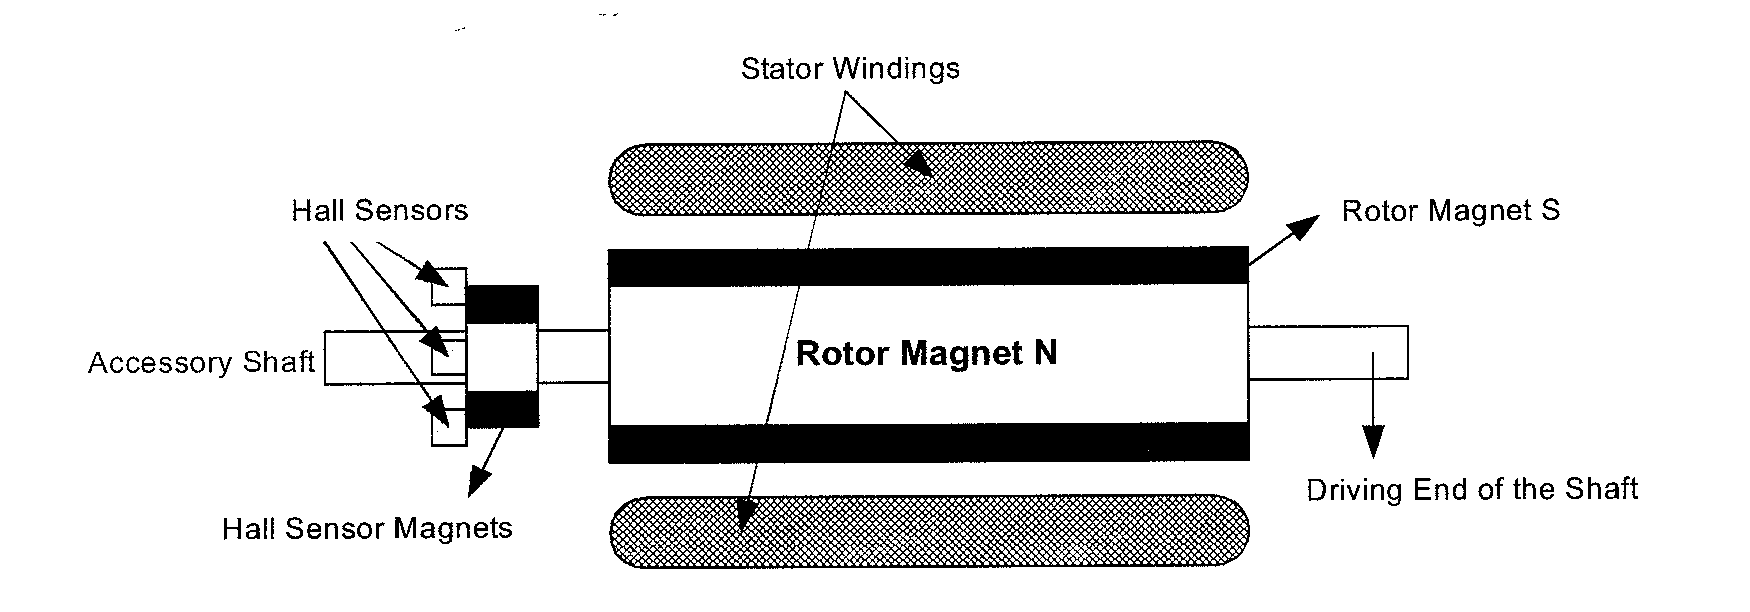 Stator Windings
Hall Sensors
Rotor Magnet S
Accessory Shaft
Rotor Magnet N
Driving End of the Shaft
Hall Sensor Magnets